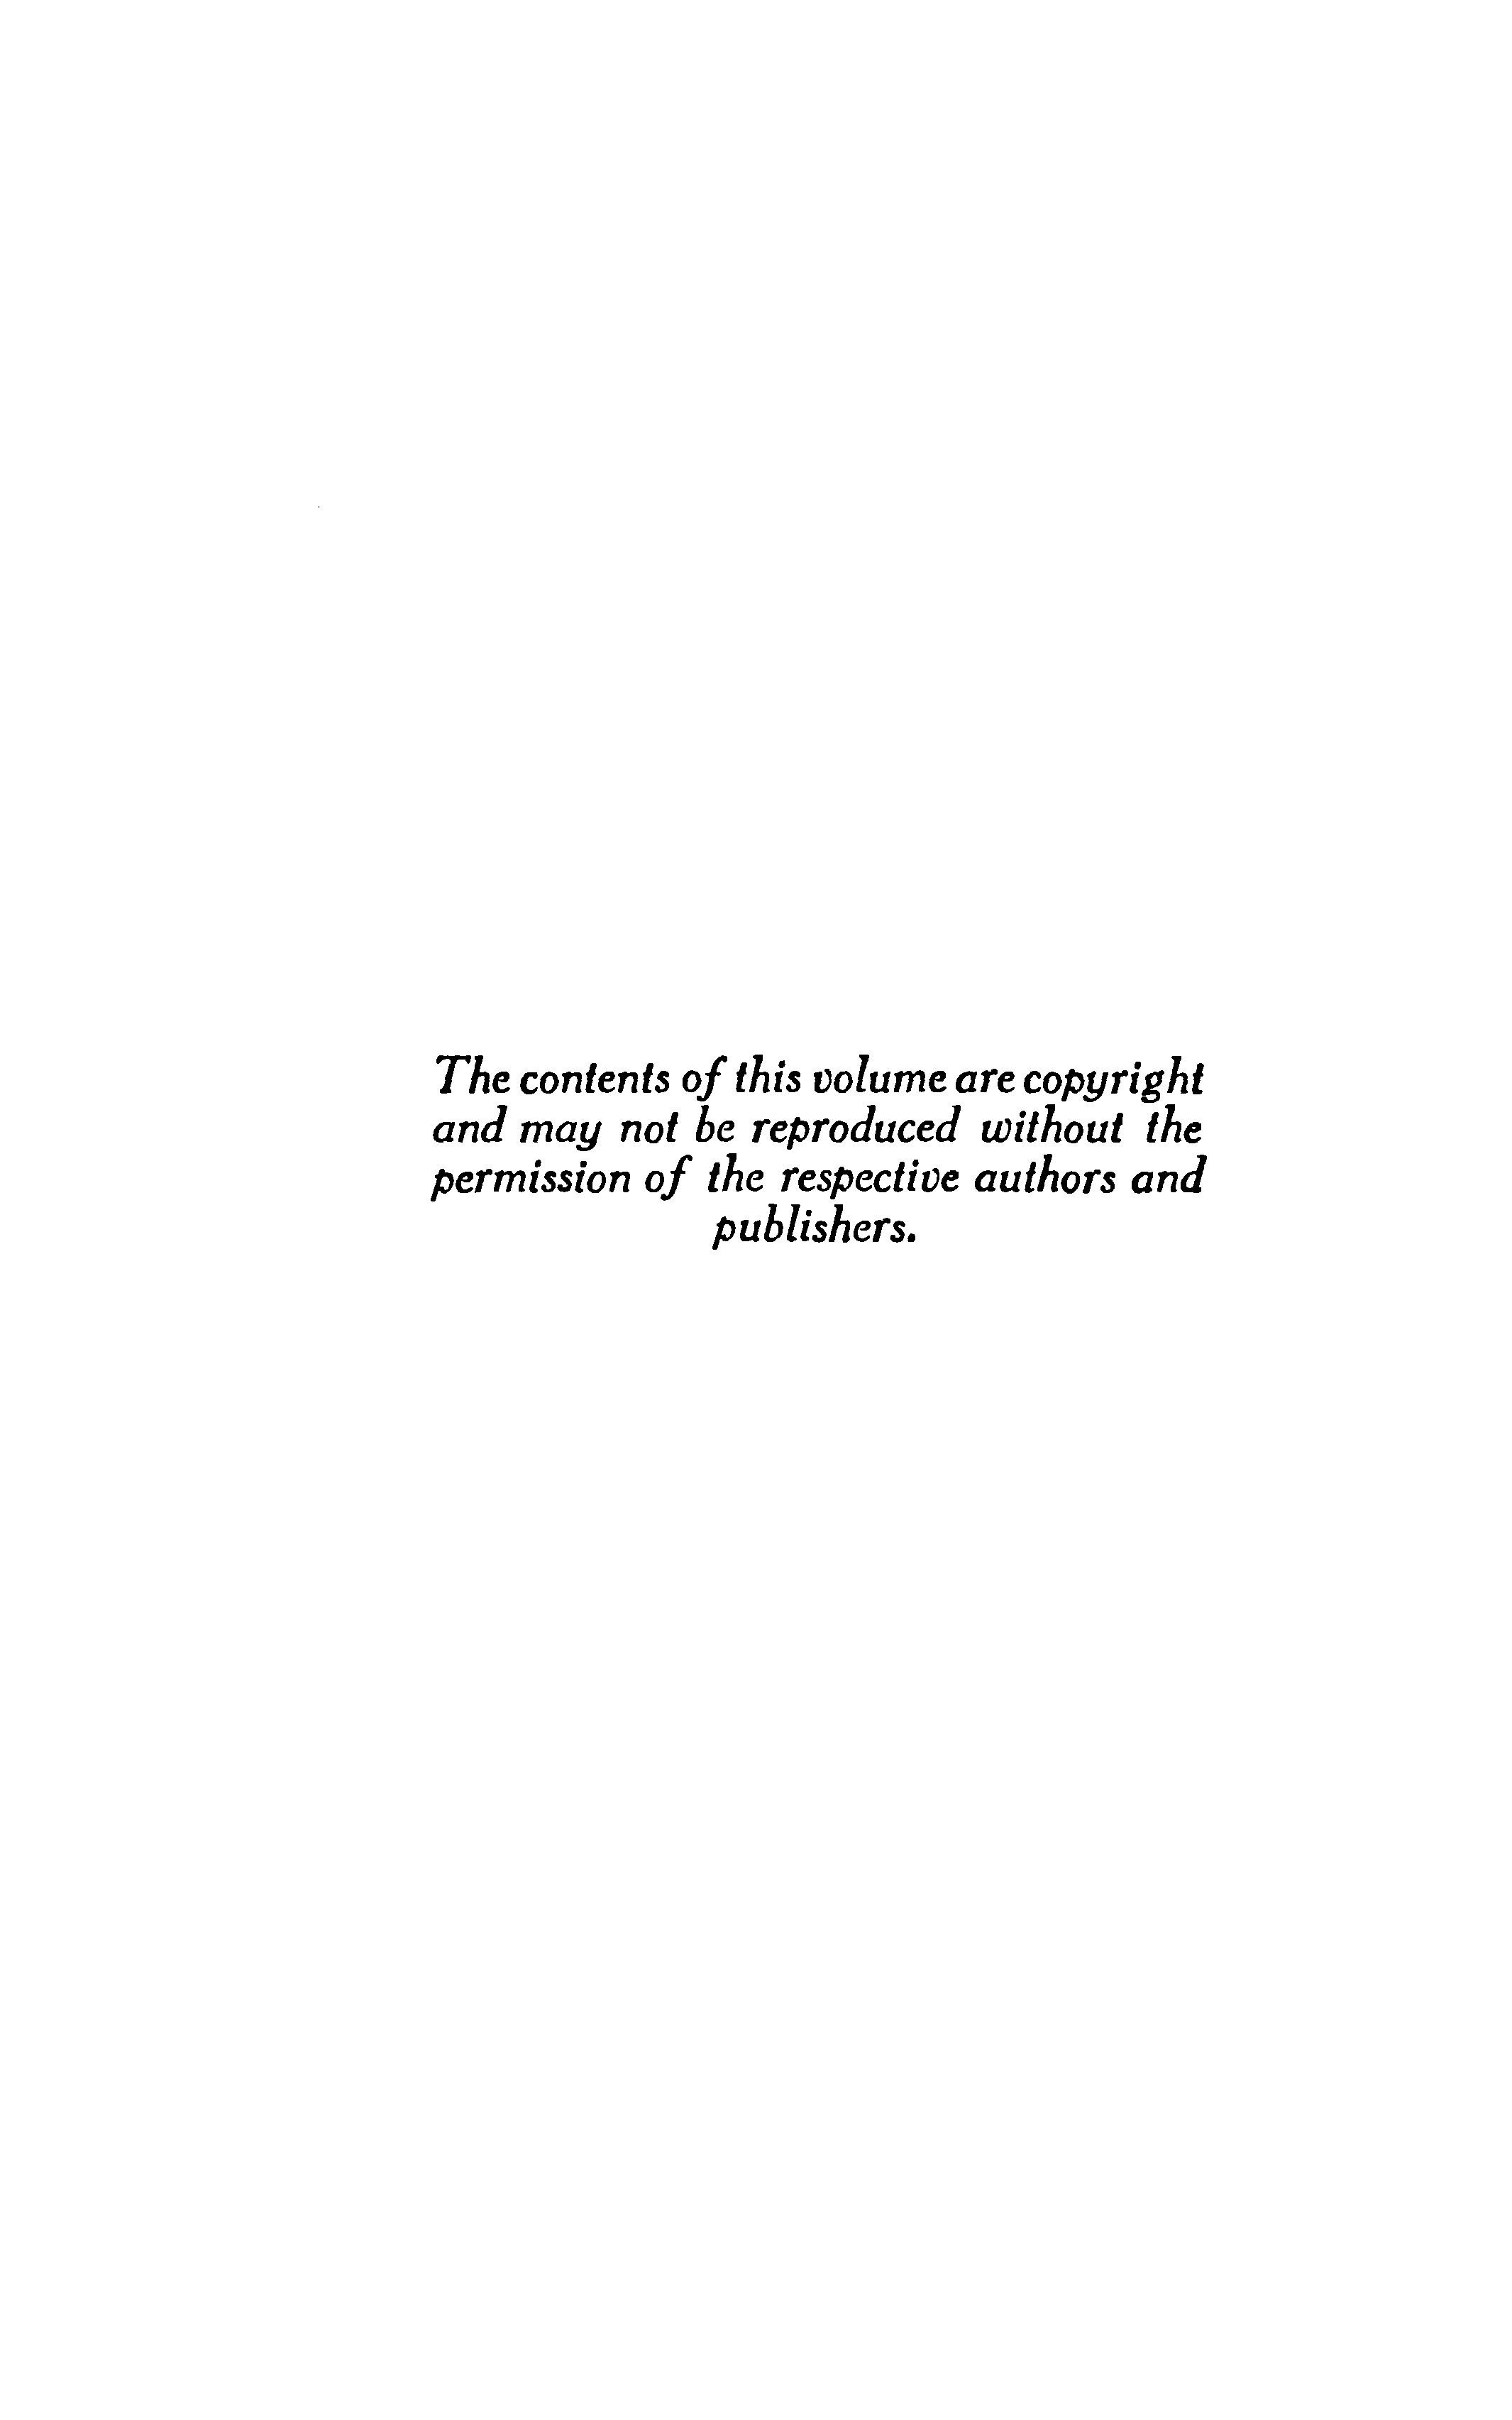 The contents of this volume are copyright
and may not be reproduced without the
permission of the respective authors and
publishers.